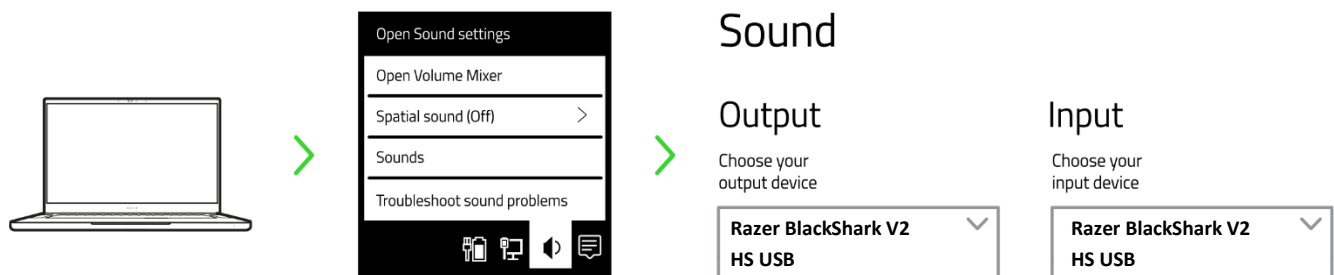 Open Sound settings
Open Volume Mixer
Spatial sound (Off)
Sounds
Troubleshoot sound problems
Sound
Output
Choose your
output device
Razer BlackShark V2
HS USB
Input
Choose your
input device
Razer BlackShark V2
HS USB